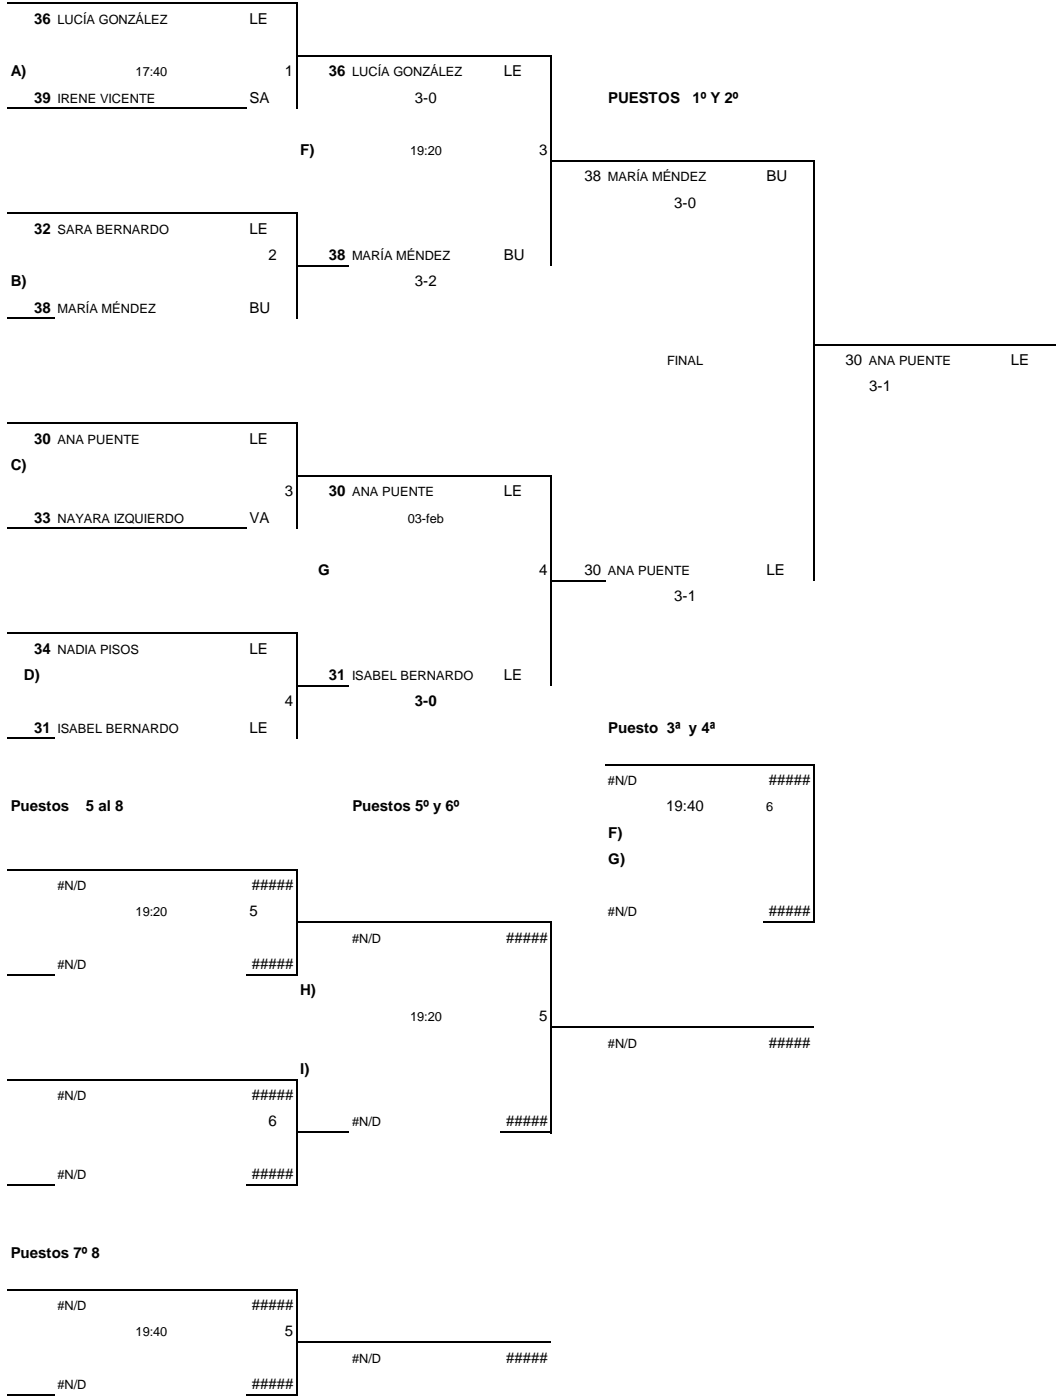 36 LUCÍA GONZÁLEZ LE
A) 17:40 1 36 LUCÍA GONZÁLEZ LE
39 IRENE VICENTE SA 3-0 PUESTOS 1º Y 2º
F) 19:20 3
38 MARÍA MÉNDEZ BU
3-0
32 SARA BERNARDO LE
2 38 MARÍA MÉNDEZ BU
B) 3-2
38 MARÍA MÉNDEZ BU
FINAL 30 ANA PUENTE LE
3-1
30 ANA PUENTE LE
C)
3 30 ANA PUENTE LE
33 NAYARA IZQUIERDO VA 03-feb
G 4 30 ANA PUENTE LE
3-1
34 NADIA PISOS LE
D) 31 ISABEL BERNARDO LE
4 3-0
31 ISABEL BERNARDO LE Puesto 3ª y 4ª
#N/D #####
Puestos 5 al 8 Puestos 5º y 6º 19:40 6
F)
G)
#N/D #####
19:20 5 #N/D #####
#N/D #####
#N/D #####
H)
19:20 5
#N/D #####
I)
#N/D #####
6 #N/D #####
#N/D #####
Puestos 7º 8
#N/D #####
19:40 5
#N/D #####
#N/D #####